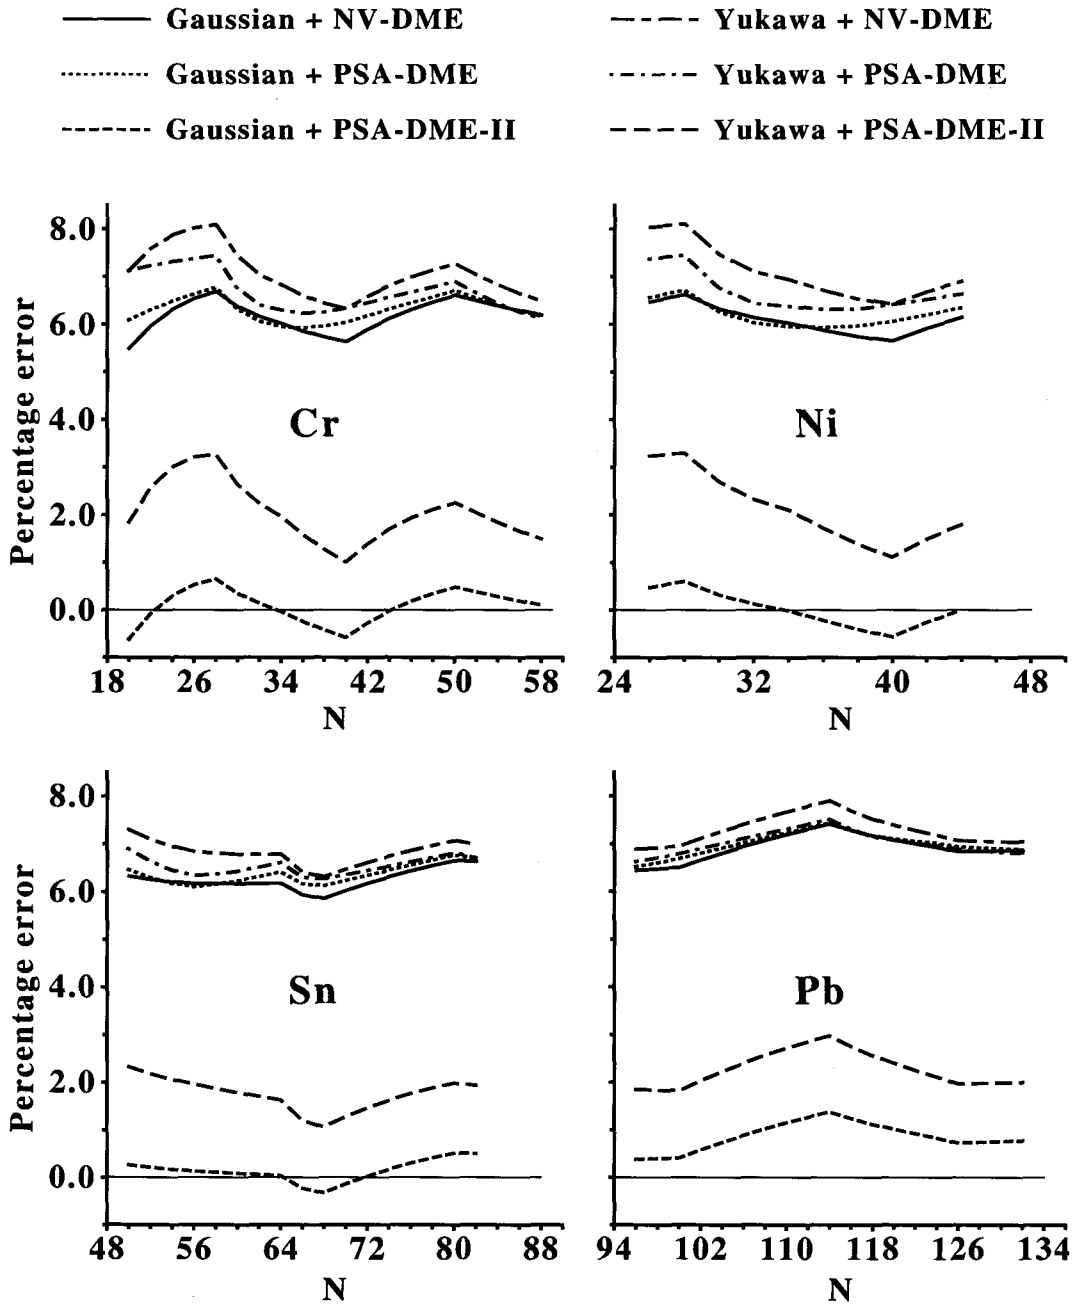 Gaussian + NV-DME
Yukawa + NV-DME
Gaussian + PSA-DME
Yukawa + PSA-DME
Gaussian + PSA-DME-II
Yukawa + PSA-DME-II
Percentage error
8.0
6.0
4.0
2.0
0.0
Cr
18 26 34 42 50 58
N
Ni
24 32 40 48
N
Percentage error
8.0
6.0
4.0
2.0
0.0
Sn
48 56 64 72 80 88
N
Pb
94 102 110 118 126 134
N